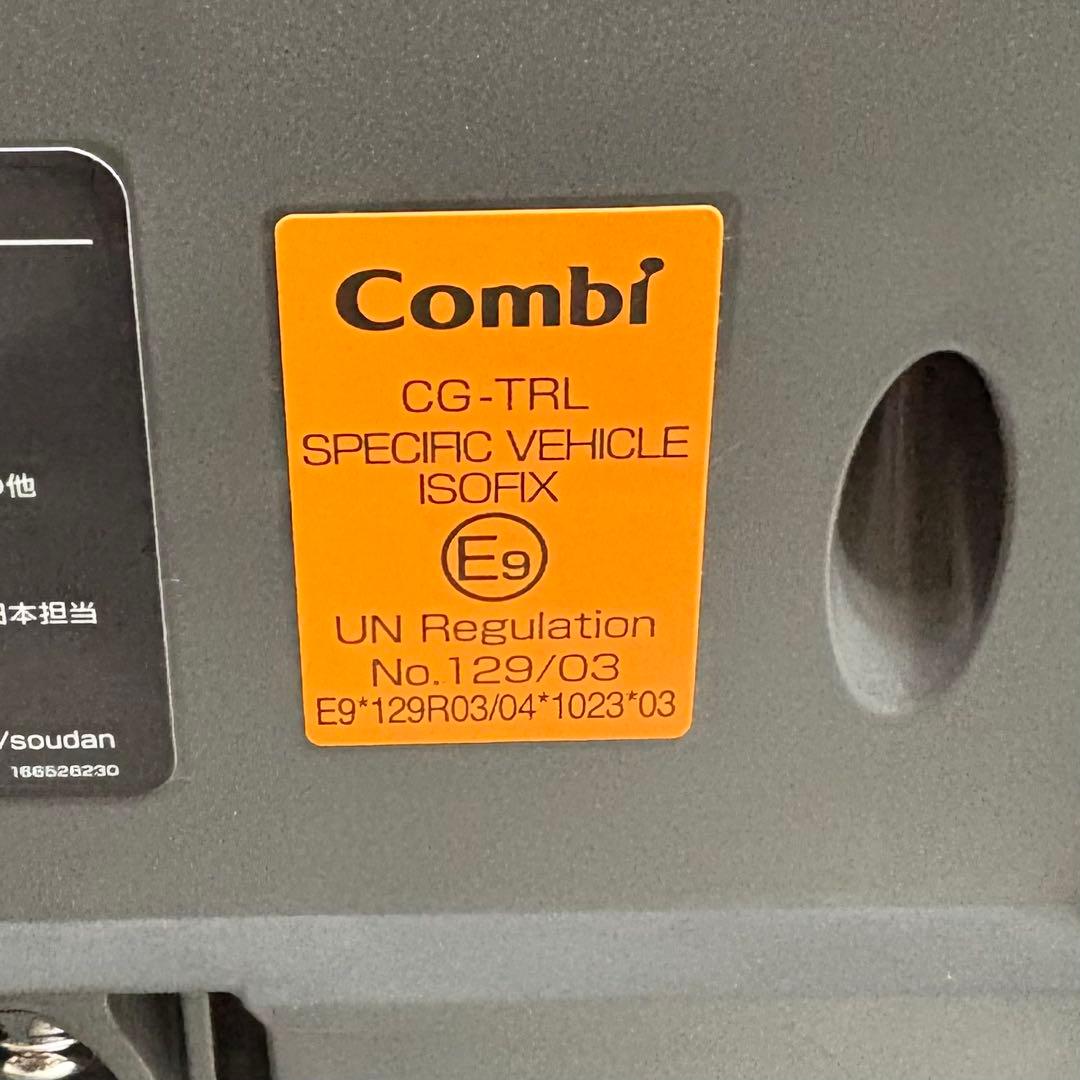 の他
日本担当
/soudan
166526230
Combi
CG-TRL
SPECIFIC VEHICLE
ISOFIX
E9
UN Regulation
No.129/03
E9*129R03/04*1023*03